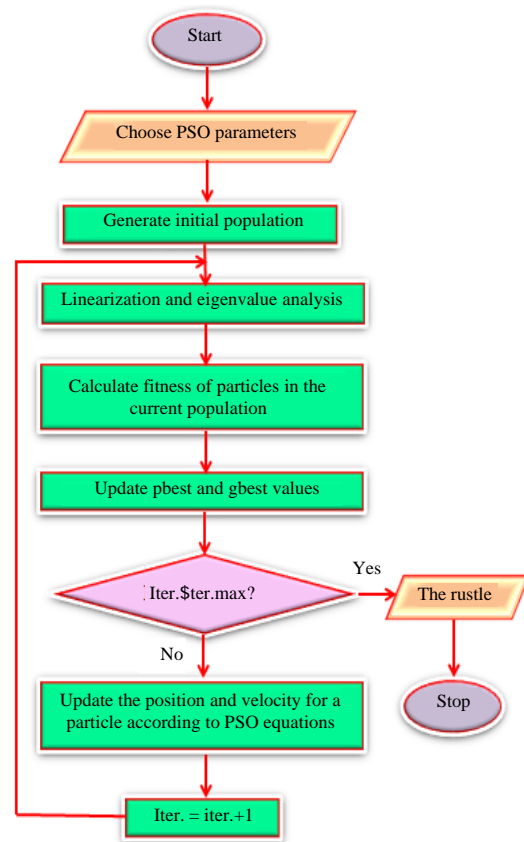 Start
Choose PSO parameters
Generate initial population
Linearization and eigenvalue analysis
Calculate fitness of particles in the
current population
Update pbest and gbest values
Iter.$ter.max?
Yes
The rustle
Stop
No
Update the position and velocity for a
particle according to PSO equations
Iter. = iter.+1